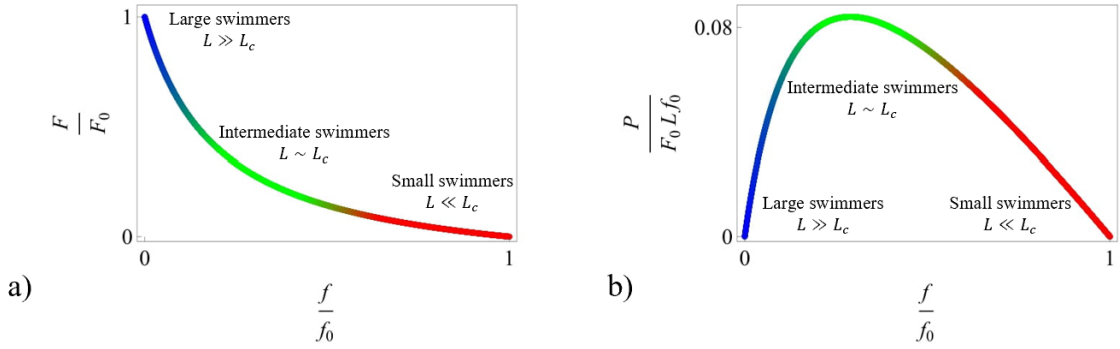 1
Large swimmers
L ≫ L_c
F
F_0
Intermediate swimmers
L ~ L_c
Small swimmers
L ≪ L_c
0
0
1
a)
f
f_0
0.08
P
F_0 L f_0
Intermediate swimmers
L ~ L_c
Large swimmers
L ≫ L_c
Small swimmers
L ≪ L_c
0
0
1
b)
f
f_0